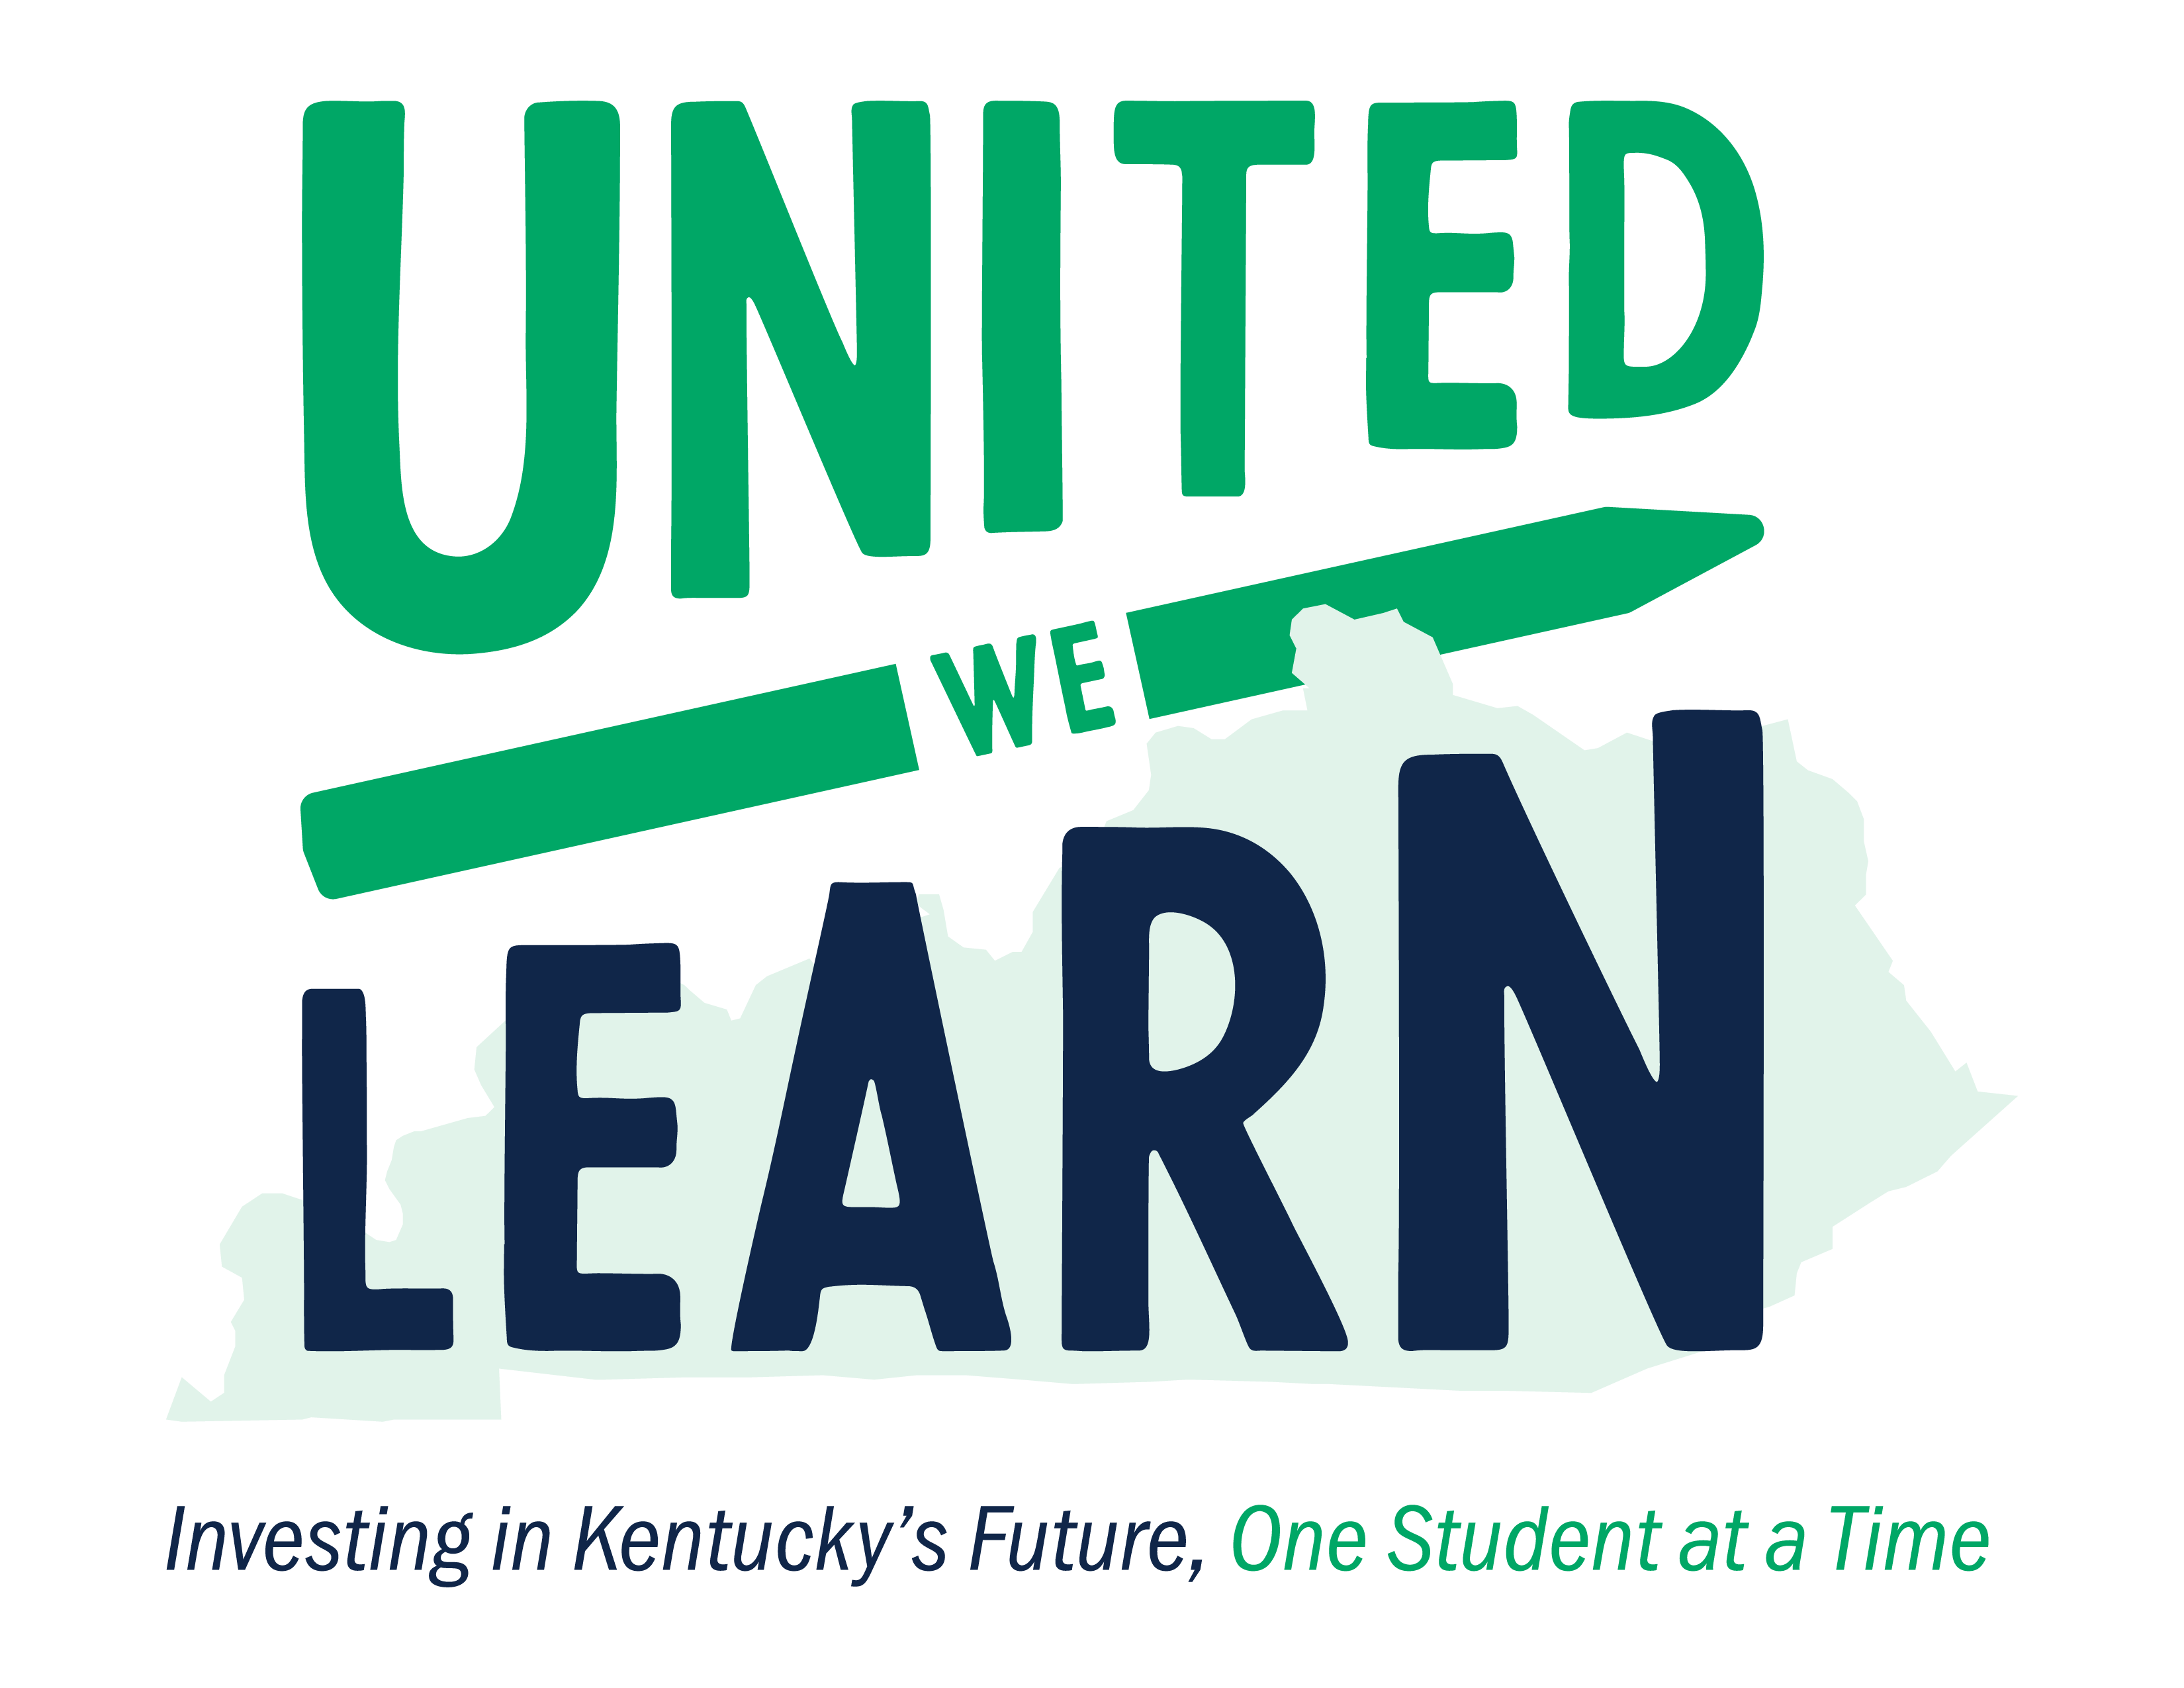 UNITED
WE
LEARN
Investing in Kentucky’s Future, One Student at a Time